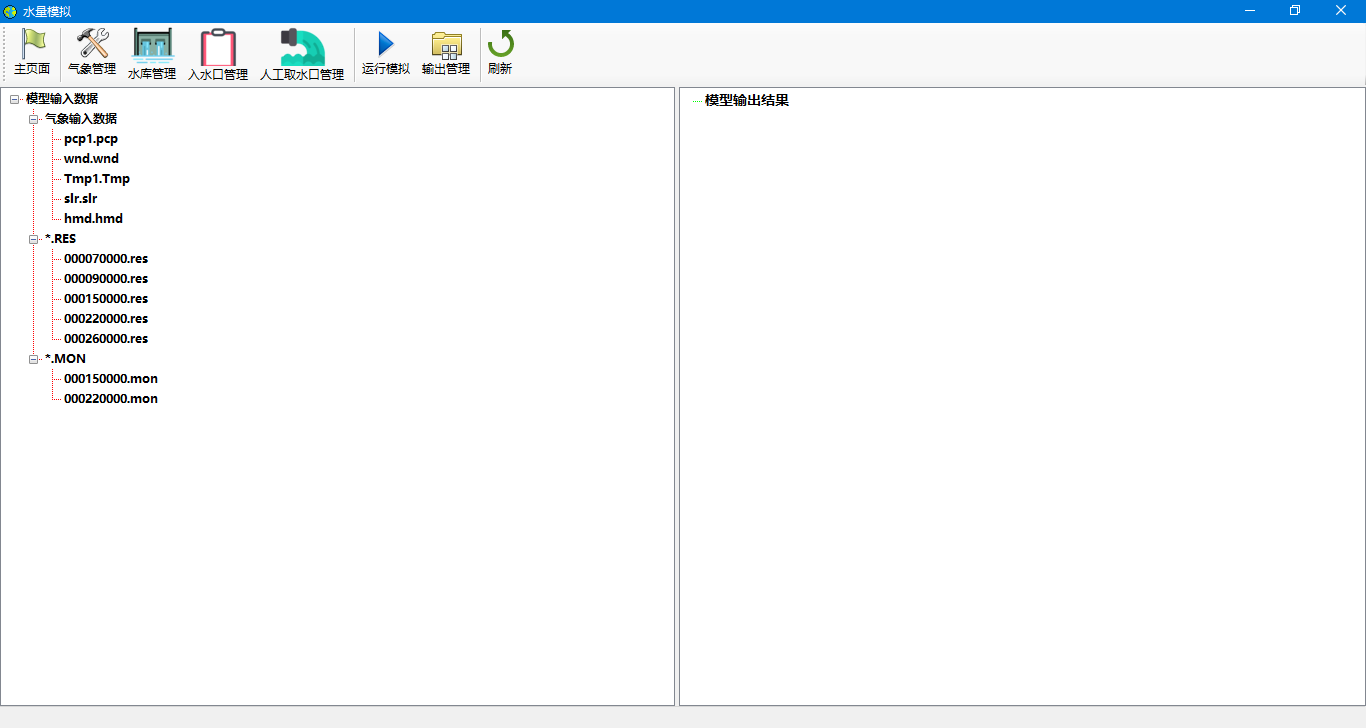 水量模拟
主页面 气象管理 水库管理 入水口管理 人工取水口管理 运行模拟 输出管理 刷新
模型输入数据
气象输入数据
pcp1.pcp
wnd.wnd
Tmp1.Tmp
slr.slr
hmd.hmd
*.RES
000070000.res
000090000.res
000150000.res
000220000.res
000260000.res
*.MON
000150000.mon
000220000.mon
模型输出结果